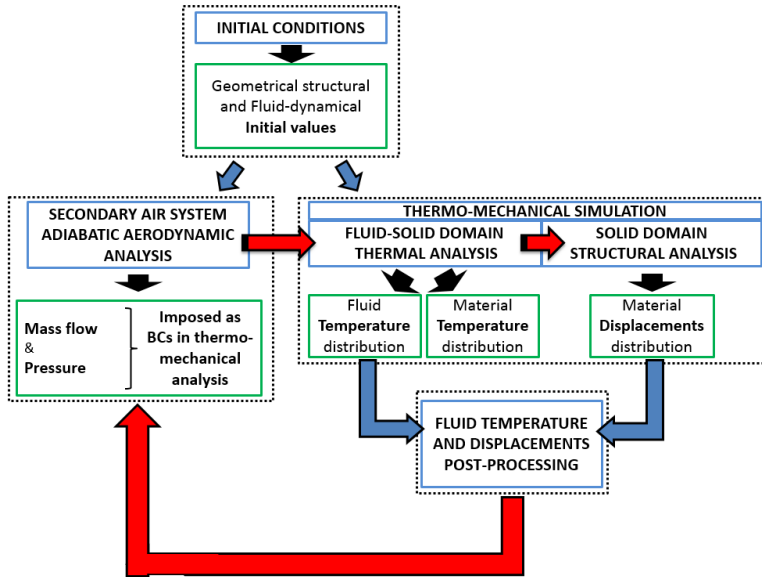 INITIAL CONDITIONS
Geometrical structural
and Fluid-dynamical
Initial values
SECONDARY AIR SYSTEM
ADIABATIC AERODYNAMIC
ANALYSIS
Mass flow
&
Pressure
Imposed as
BCs in thermo-
mechanical
analysis
THERMO-MECHANICAL SIMULATION
FLUID-SOLID DOMAIN
THERMAL ANALYSIS
SOLID DOMAIN
STRUCTURAL ANALYSIS
Fluid
Temperature
distribution
Material
Temperature
distribution
Material
Displacements
distribution
FLUID TEMPERATURE
AND DISPLACEMENTS
POST-PROCESSING